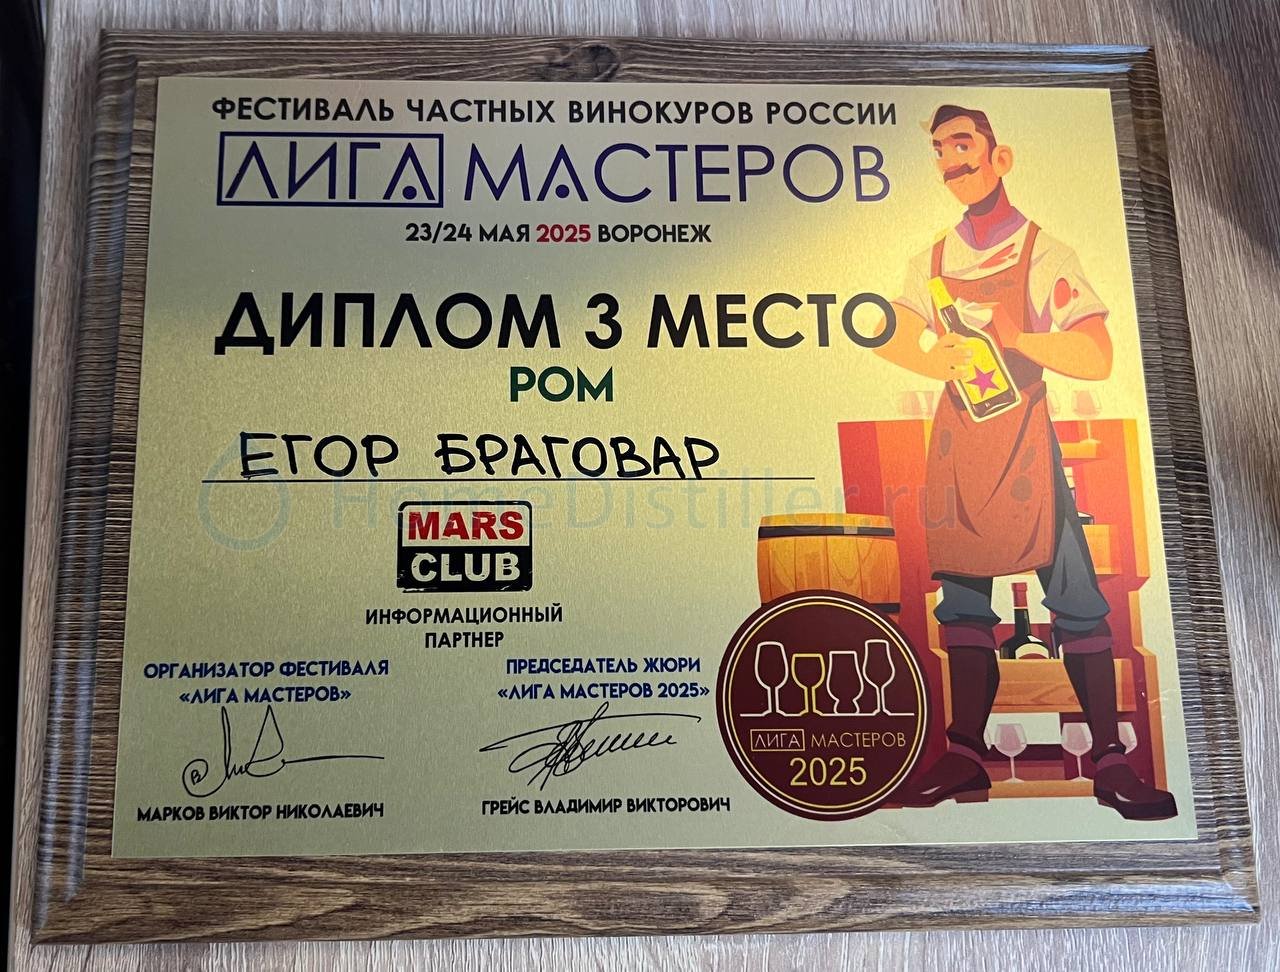 ФЕСТИВАЛЬ ЧАСТНЫХ ВИНОКУРОВ РОССИИ
ЛИГА МАСТЕРОВ
23/24 МАЯ 2025 ВОРОНЕЖ
ДИПЛОМ 3 МЕСТО
РОМ
ЕГОР БРАГОВАР
HomeDistiller.ru
MARS
CLUB
ИНФОРМАЦИОННЫЙ
ПАРТНЕР
ОРГАНИЗАТОР ФЕСТИВАЛЯ
«ЛИГА МАСТЕРОВ»
МАРКОВ ВИКТОР НИКОЛАЕВИЧ
ПРЕДСЕДАТЕЛЬ ЖЮРИ
«ЛИГА МАСТЕРОВ 2025»
ГРЕЙС ВЛАДИМИР ВИКТОРОВИЧ
ЛИГА МАСТЕРОВ
2025